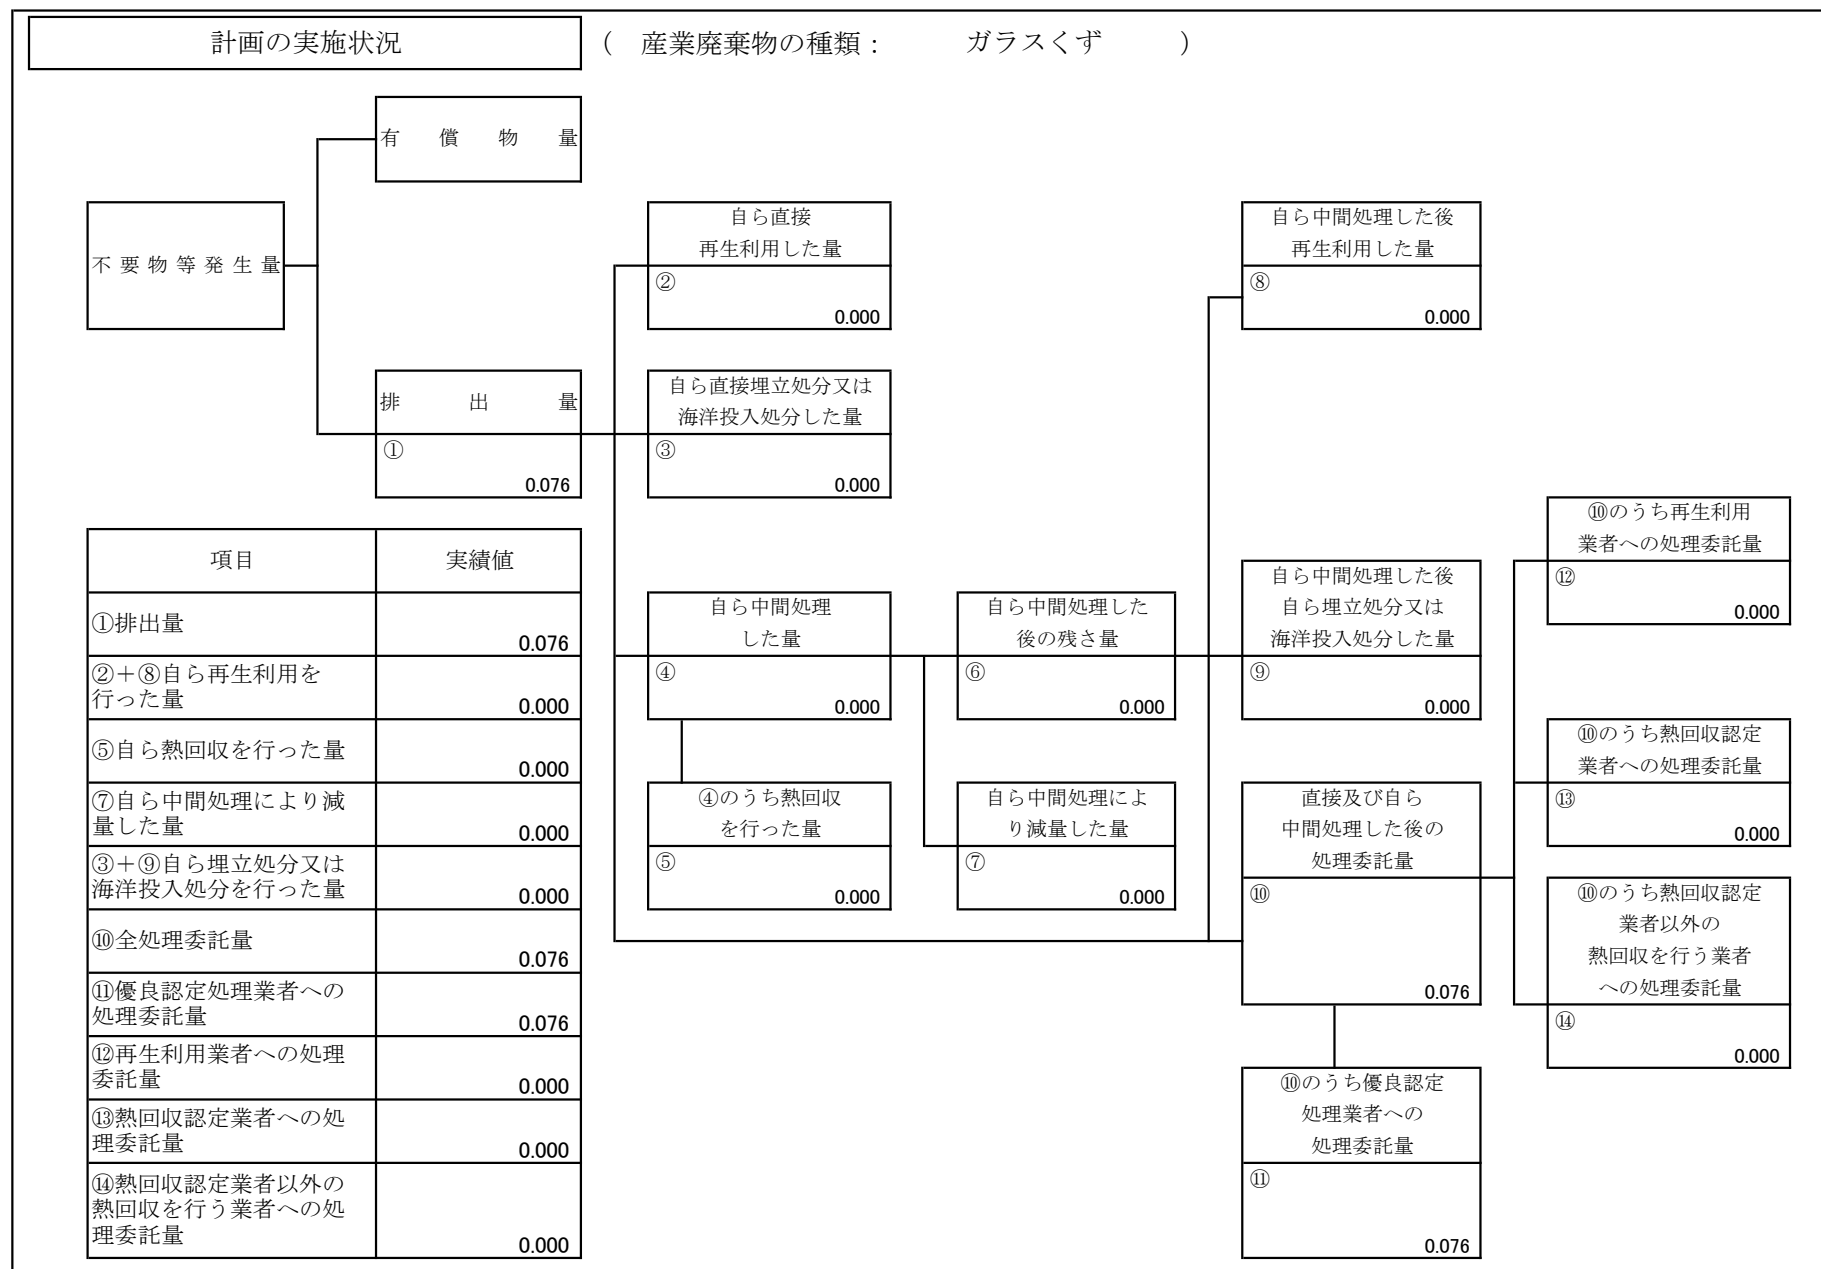 計画の実施状況
( 産業廃棄物の種類: ガラスくず )
有償物量
不要物等発生量
自ら直接
再生利用した量
②
0.000
自ら中間処理した後
再生利用した量
⑧
0.000
排出量
①
0.076
自ら直接埋立処分又は
海洋投入処分した量
③
0.000
項目 実績値
①排出量
0.076
②+⑧自ら再生利用を
行った量
0.000
⑤自ら熱回収を行った量
0.000
⑦自ら中間処理により減
量した量
0.000
③+⑨自ら埋立処分又は
海洋投入処分を行った量
0.000
⑩全処理委託量
0.076
⑪優良認定処理業者への
処理委託量
0.076
⑫再生利用業者への処理
委託量
0.000
⑬熱回収認定業者への処
理委託量
0.000
⑭熱回収認定業者以外の
熱回収を行う業者への処
理委託量
0.000
自ら中間処理
した量
④
0.000
④のうち熱回収
を行った量
⑤
0.000
自ら中間処理した
後の残さ量
⑥
0.000
自ら中間処理によ
り減量した量
⑦
0.000
自ら中間処理した後
自ら埋立処分又は
海洋投入処分した量
⑨
0.000
直接及び自ら
中間処理した後の
処理委託量
⑩
0.076
⑩のうち優良認定
処理業者への
処理委託量
⑪
0.076
⑩のうち再生利用
業者への処理委託量
⑫
0.000
⑩のうち熱回収認定
業者への処理委託量
⑬
0.000
⑩のうち熱回収認定
業者以外の
熱回収を行う業者
への処理委託量
⑭
0.000